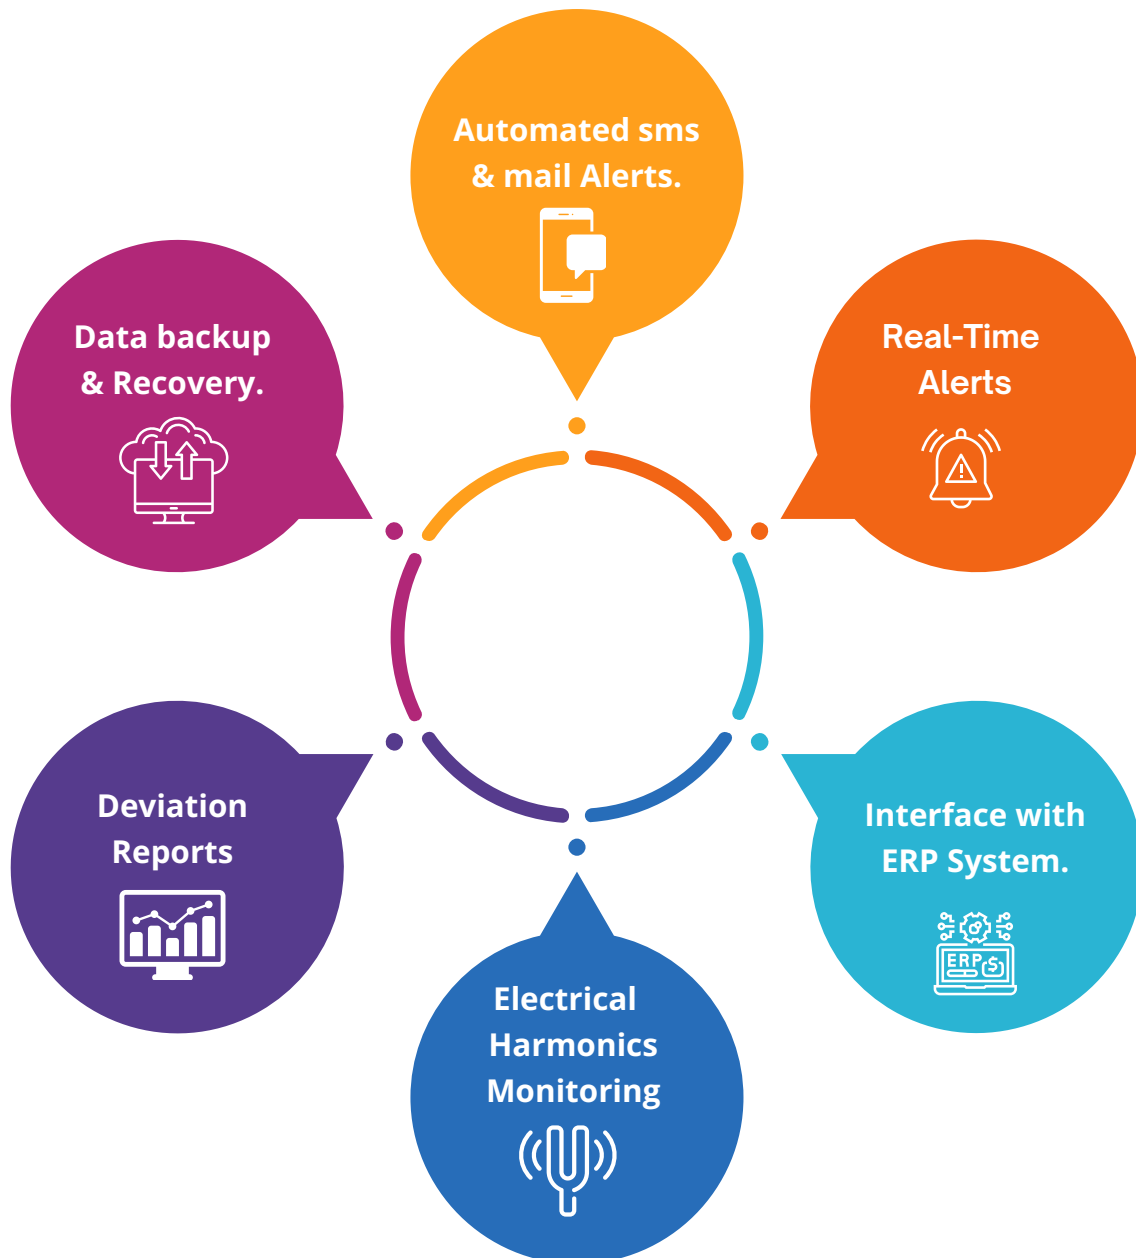 Automated sms
& mail Alerts.
Real-Time
Alerts
Interface with
ERP System.
ERP
$
Electrical
Harmonics
Monitoring
Deviation
Reports
Data backup
& Recovery.